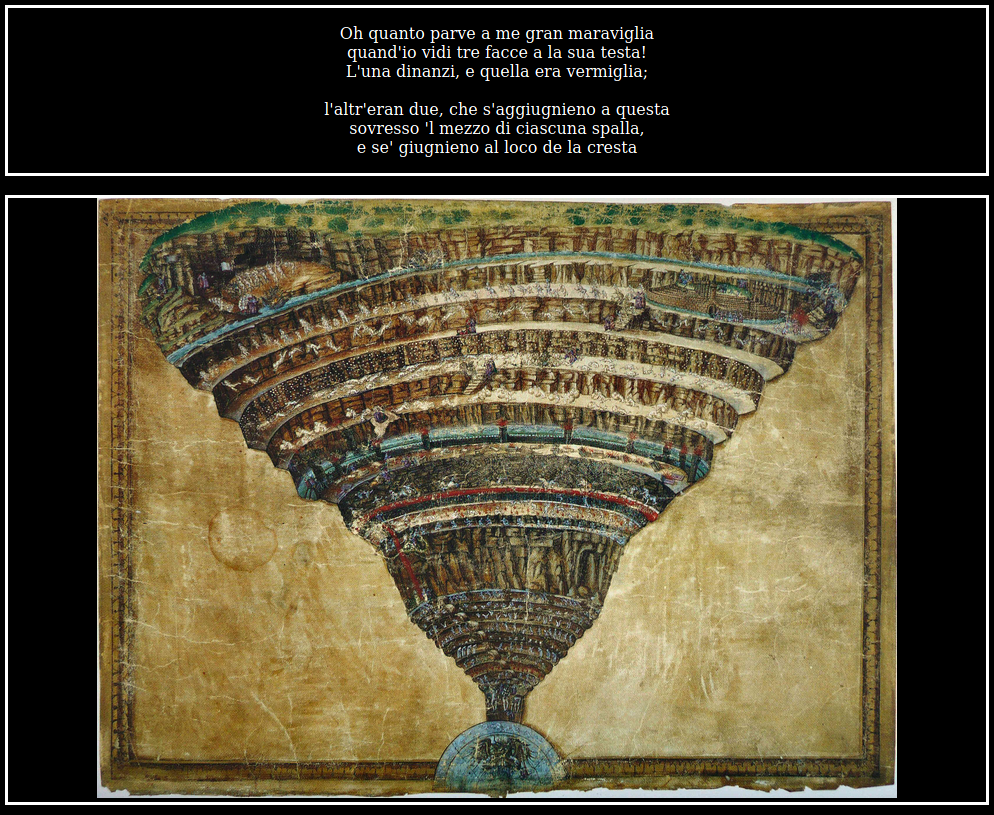 Oh quanto parve a me gran maraviglia
quand'io vidi tre facce a la sua testa!
L'una dinanzi, e quella era vermiglia;
l'altr'eran due, che s'aggiugnieno a questa
sovresso 'l mezzo di ciascuna spalla,
e se' giugnieno al loco de la cresta